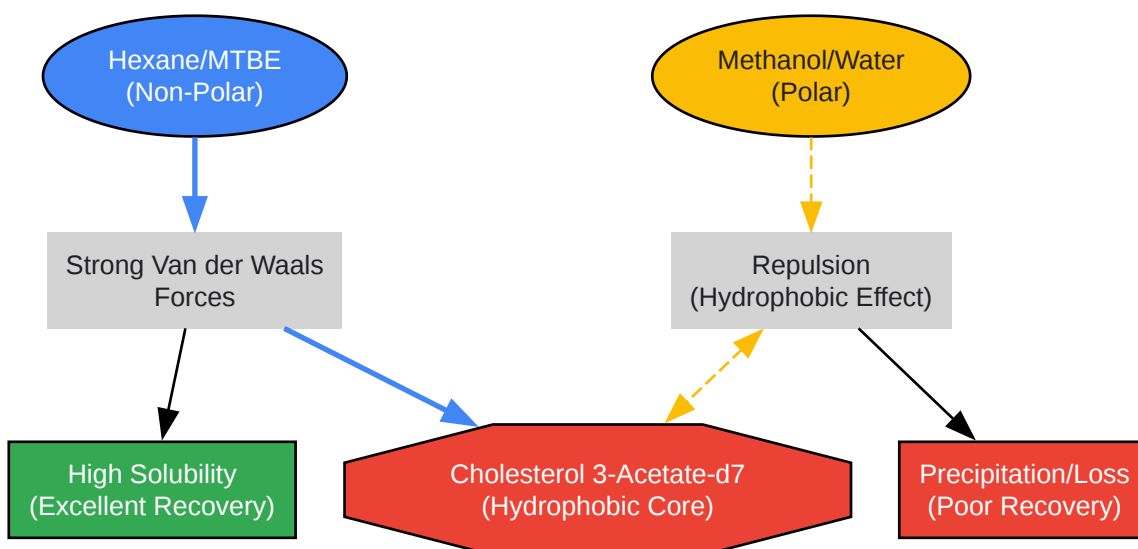 Hexane/MTBE
(Non-Polar)
Methanol/Water
(Polar)
Strong Van der Waals
Forces
Repulsion
(Hydrophobic Effect)
High Solubility
(Excellent Recovery)
Cholesterol 3-Acetate-d7
(Hydrophobic Core)
Precipitation/Loss
(Poor Recovery)